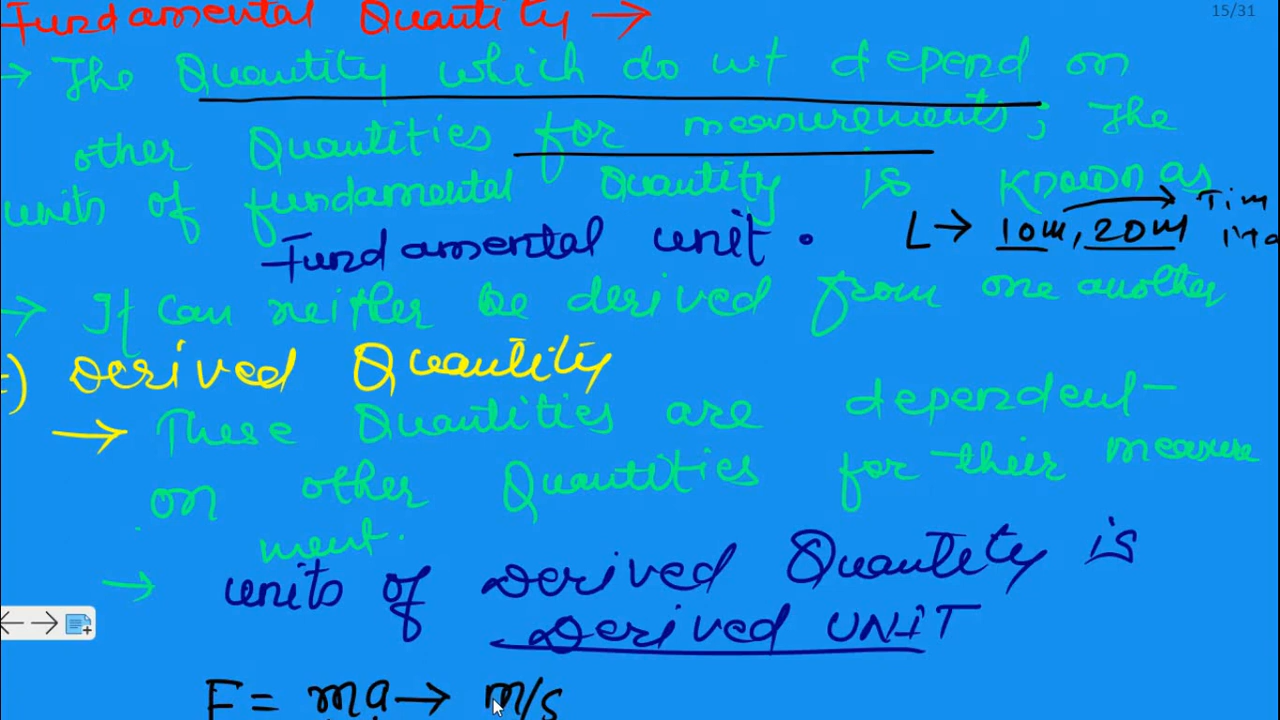 Fundamental Quantity →
15/31
→ The Quantity which do not depend on
other Quantities for measurements; The
units of fundamental Quantity is Known as
Fundamental unit.
L → 10m, 20m Tim
→ It can neither be derived from one another
Derived Quantity
→ These Quantities are dependent
on other Quantities for their measure
ment.
→ units of Derived Quantety is
Derived UNIT
F = ma → m/s